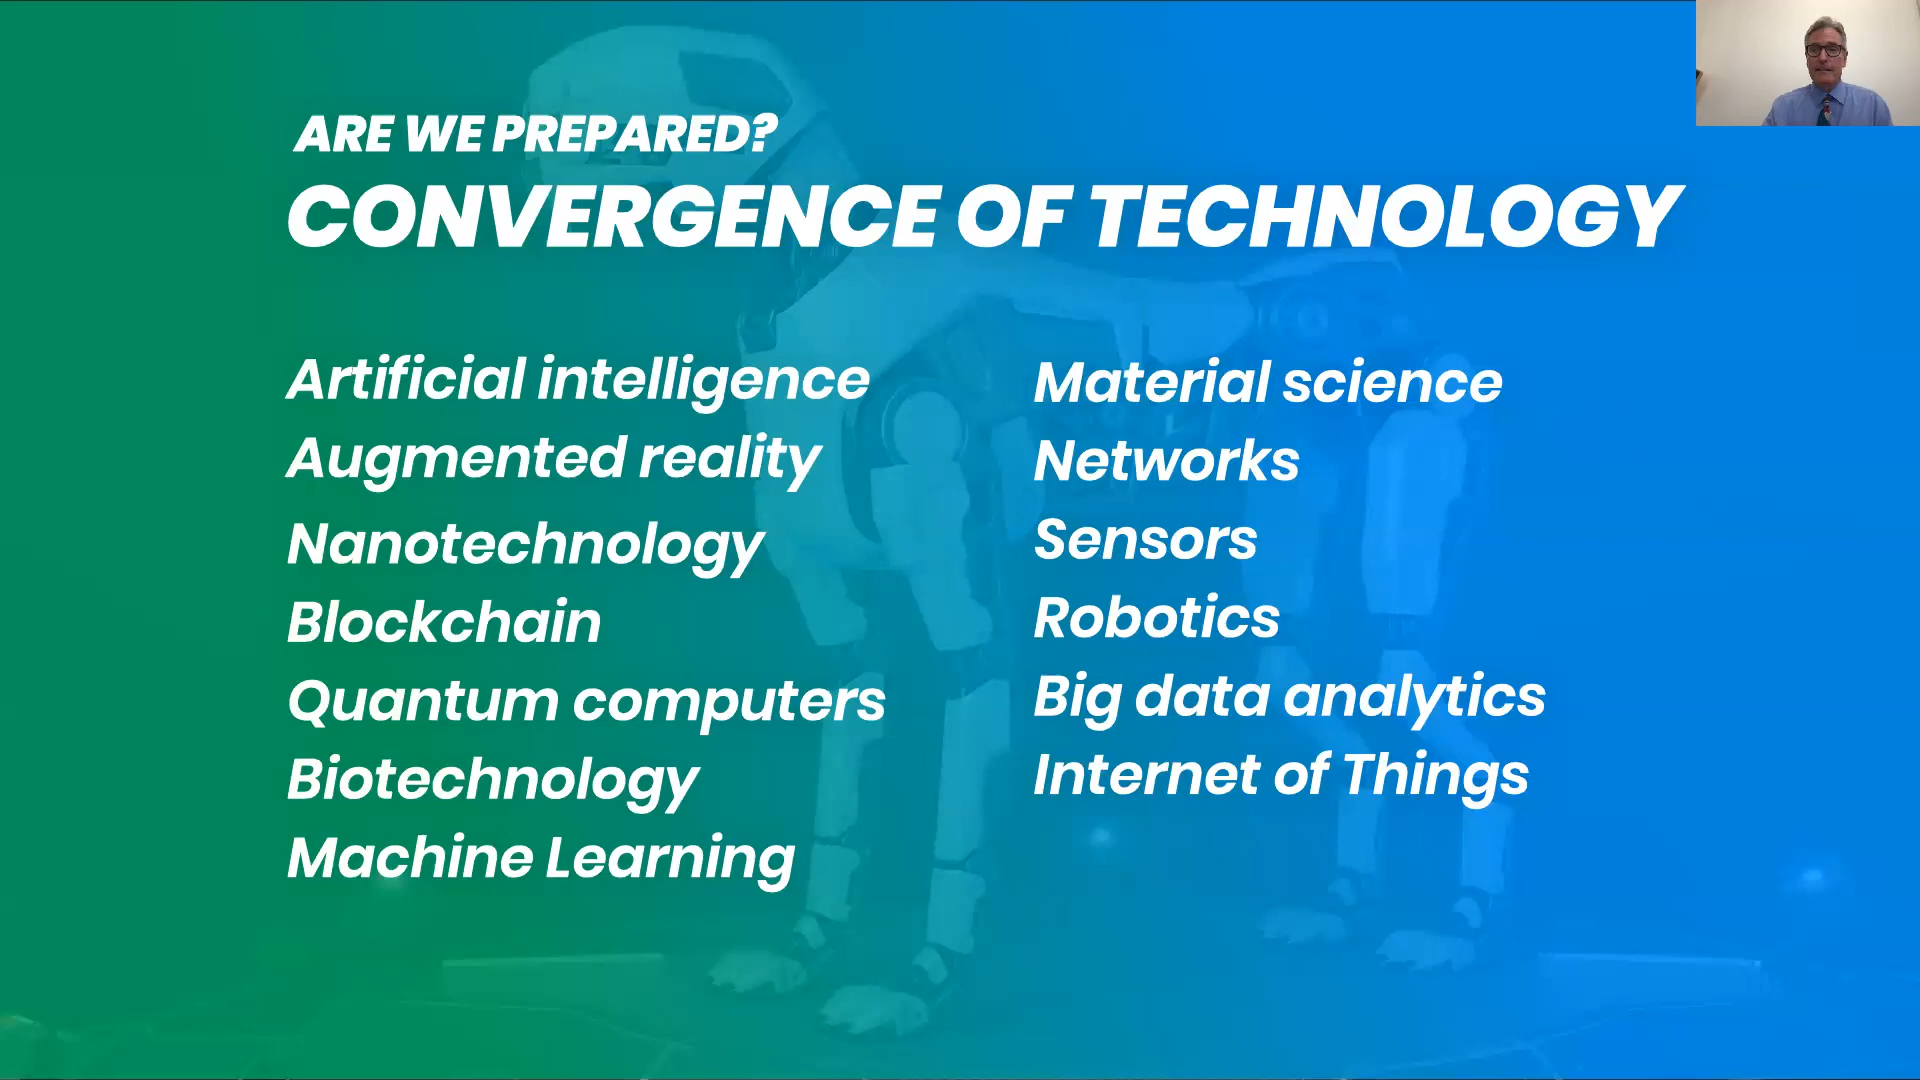 ARE WE PREPARED?
CONVERGENCE OF TECHNOLOGY
Artificial intelligence
Augmented reality
Nanotechnology
Blockchain
Quantum computers
Biotechnology
Machine Learning
Material science
Networks
Sensors
Robotics
Big data analytics
Internet of Things